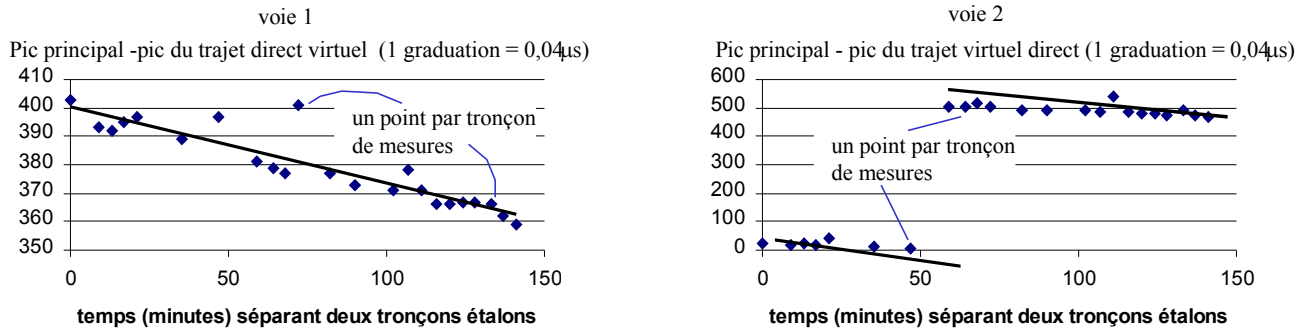 voie 1
Pic principal -pic du trajet direct virtuel (1 graduation = 0,04µs)
410
400
390
380
370
360
350
0
50
100
150
un point par tronçon
de mesures
temps (minutes) séparant deux tronçons étalons
voie 2
Pic principal - pic du trajet virtuel direct (1 graduation = 0,04µs)
600
500
400
300
200
100
0
0
50
100
150
un point par tronçon
de mesures
temps (minutes) séparant deux tronçons étalons